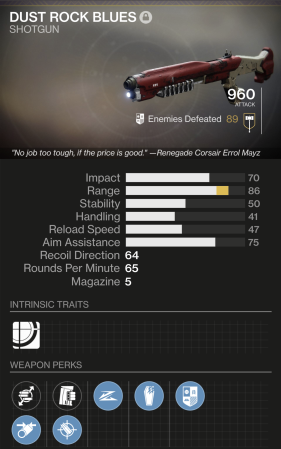 DUST ROCK BLUES
SHOTGUN
960
ATTACK
Enemies Defeated 89
"No job too tough, if the price is good." —Renegade Corsair Errol Mayz
Impact 70
Range 86
Stability 50
Handling 41
Reload Speed 47
Aim Assistance 75
Recoil Direction 64
Rounds Per Minute 65
Magazine 5
INTRINSIC TRAITS
WEAPON PERKS